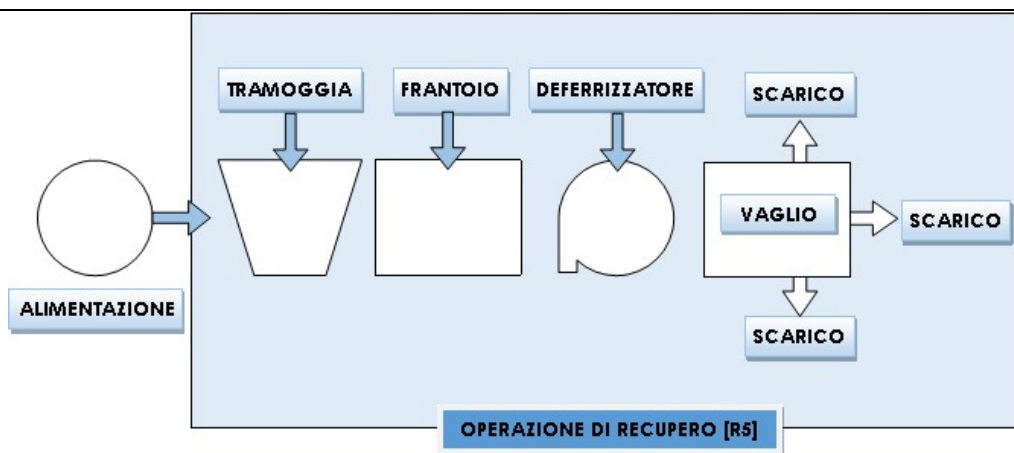 TRAMOGGIA
FRANTOIO
DEFERRIZZATORE
SCARICO
VAGLIO
SCARICO
ALIMENTAZIONE
SCARICO
OPERAZIONE DI RECUPERO [R5]